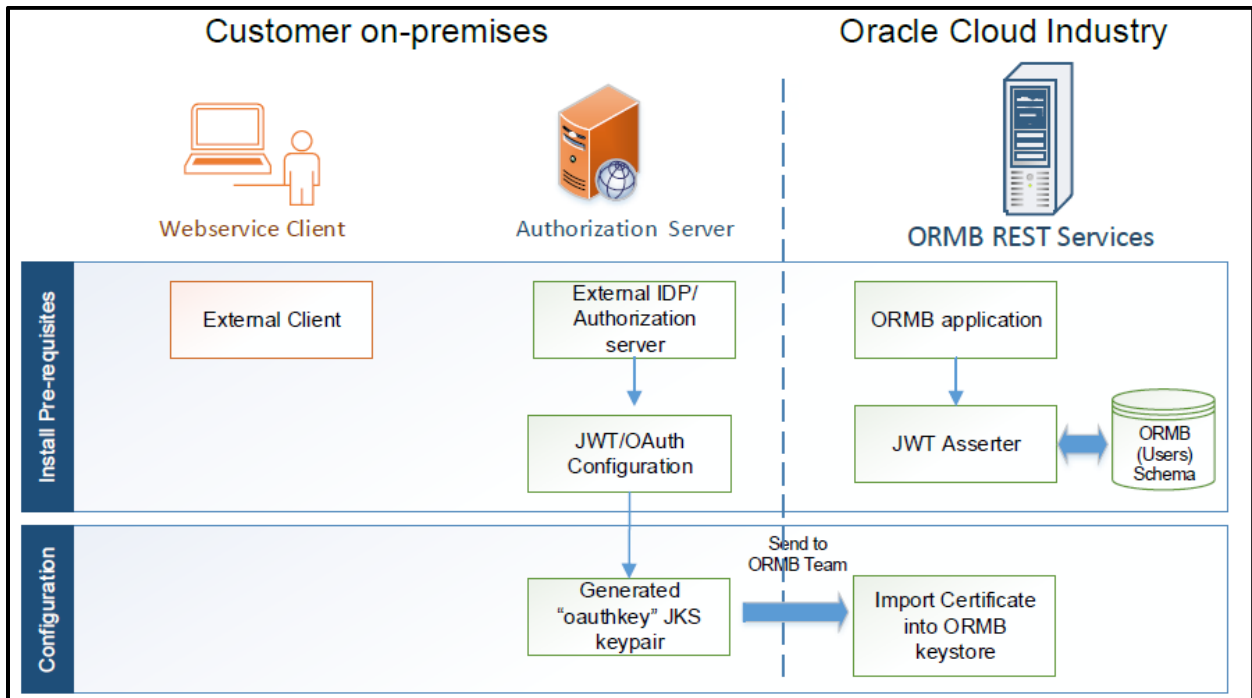 Customer on-premises
Oracle Cloud Industry
Webservice Client
Authorization Server
ORMB REST Services
Install Pre-requisites
External Client
External IDP/
Authorization
server
ORMB application
JWT/OAuth
Configuration
JWT Asserter
ORMB
(Users)
Schema
Configuration
Send to
ORMB Team
Generated
“oauthkey” JKS
keypair
Import Certificate
into ORMB
keystore